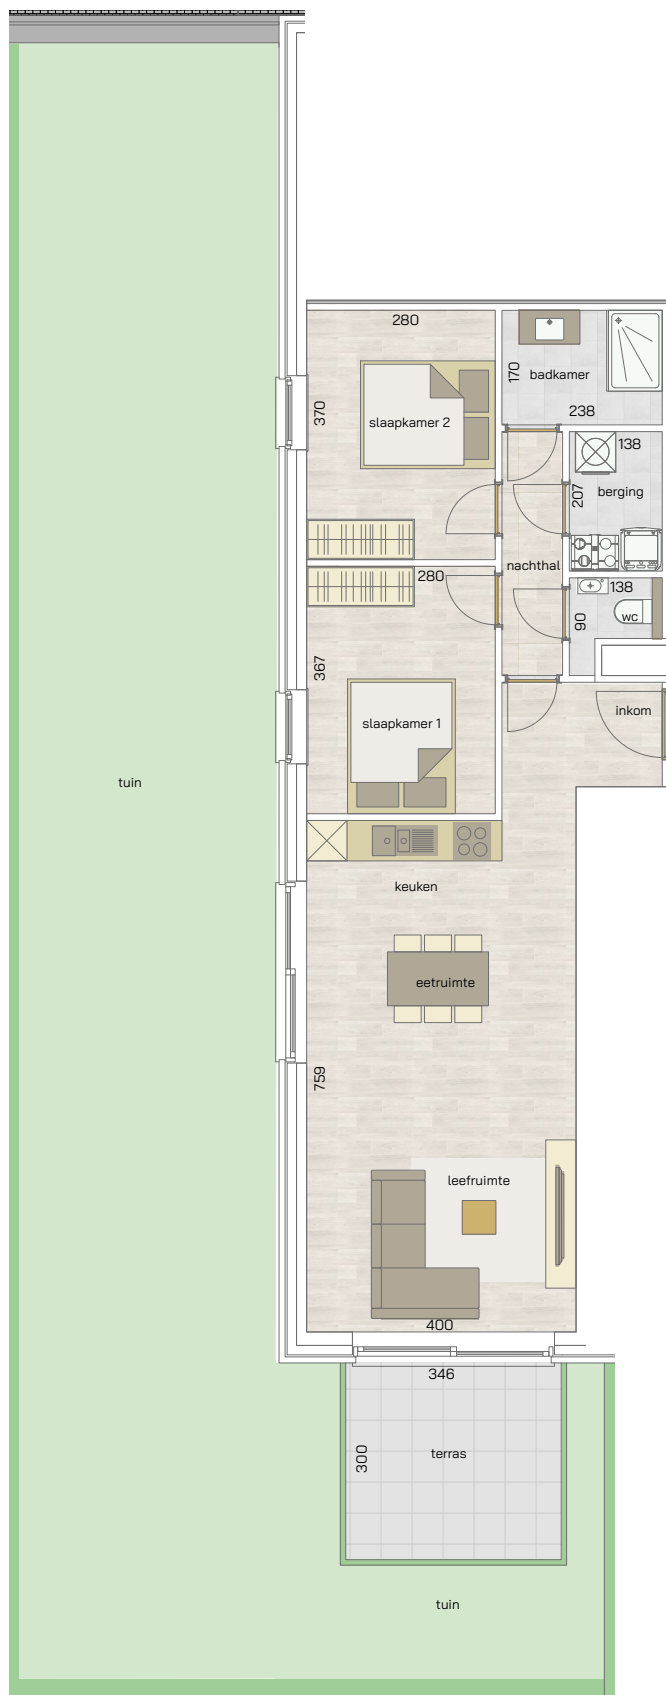 280
170
badkamer
370
238
slaapkamer 2
138
207
berging
nachthal
280
138
90
wc
367
inkom
slaapkamer 1
tuin
keuken
eetruimte
759
leefruimte
400
346
300
terras
tuin